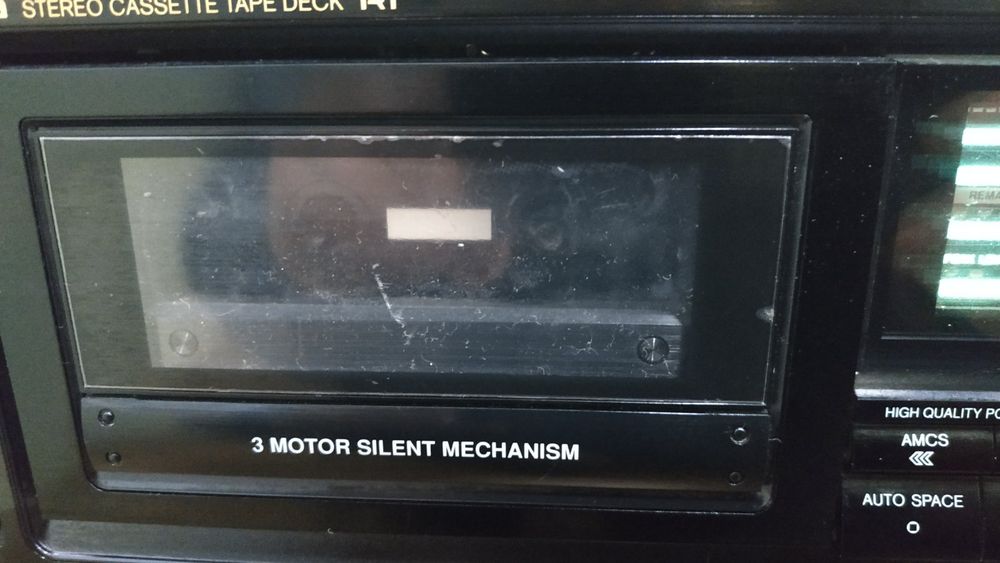 STEREO CASSETTE TAPE DECK
3 MOTOR SILENT MECHANISM
HIGH QUALITY
AMCS
AUTO SPACE